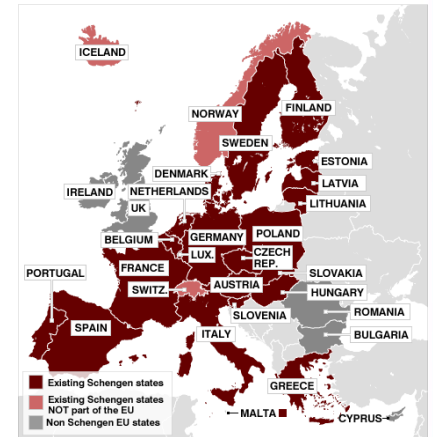 ICELAND
NORWAY
FINLAND
SWEDEN
ESTONIA
DENMARK
LATVIA
IRELAND
NETHERLANDS
LITHUANIA
UK
BELGIUM
GERMANY
POLAND
LUX.
CZECH
REP.
PORTUGAL
FRANCE
SLOVAKIA
SWITZ.
AUSTRIA
HUNGARY
SLOVENIA
ROMANIA
SPAIN
ITALY
BULGARIA
Existing Schengen states
Existing Schengen states
NOT part of the EU
Non Schengen EU states
GREECE
MALTA
CYPRUS